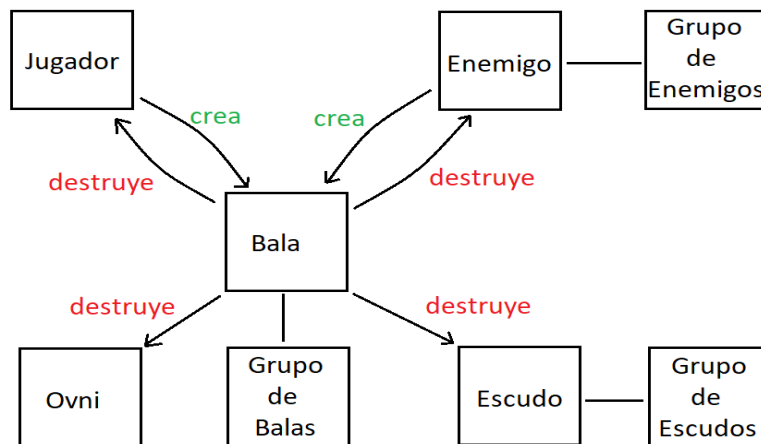 Jugador
Enemigo
Grupo
de
Enemigos
crea
crea
destruye
destruye
Bala
destruye
destruye
Ovni
Grupo
de
Balas
Escudo
Grupo
de
Escudos